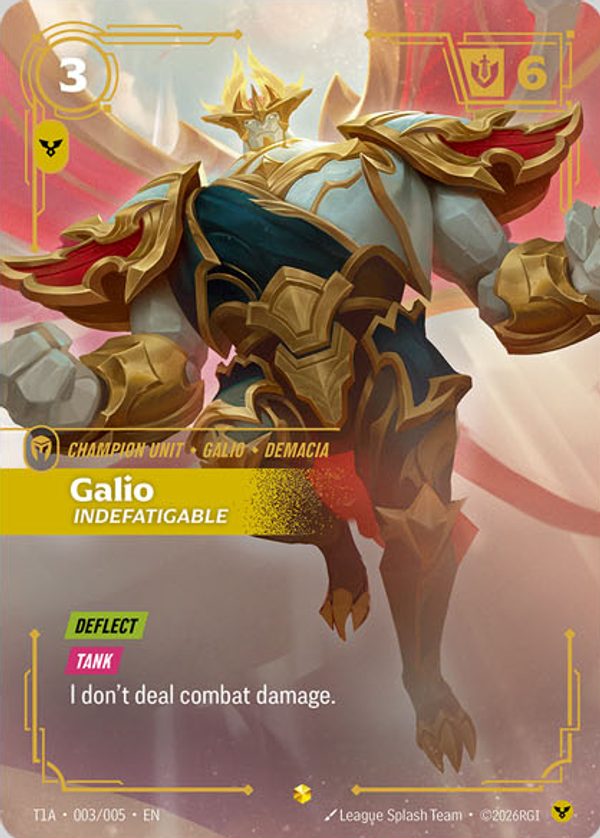 3
6
CHAMPION UNIT • GALIO • DEMACIA
Galio
INDEFATIGABLE
DEFLECT
TANK
I don't deal combat damage.
T1A • 003/005 • EN
League Splash Team • ©2026RGI